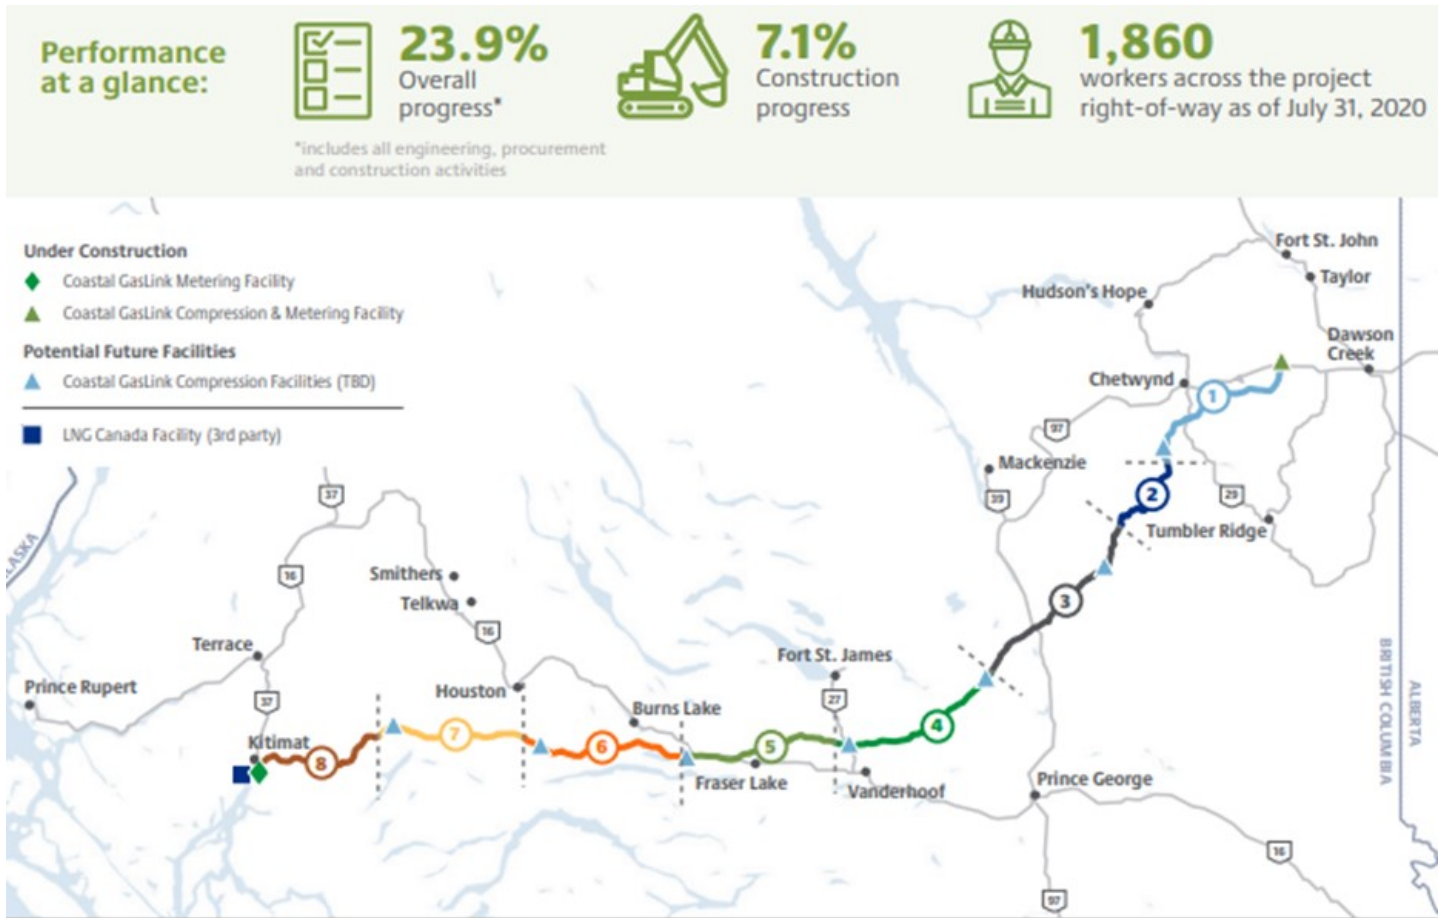 Performance
at a glance:
23.9%
Overall
progress*
*includes all engineering, procurement
and construction activities
7.1%
Construction
progress
1,860
workers across the project
right-of-way as of July 31, 2020
Under Construction
Coastal GasLink Metering Facility
Coastal GasLink Compression & Metering Facility
Potential Future Facilities
Coastal GasLink Compression Facilities (TBD)
LNG Canada Facility (3rd party)
Fort St. John
Taylor
Hudson's Hope
Dawson
Creek
Chetwynd
1
97
Mackenzie
39
2
29
Tumbler Ridge
37
LASKA
16
Smithers
Telkwa
16
3
Terrace
Fort St. James
Prince Rupert
37
Houston
27
Burns Lake
4
BRITISH COLUMBIA
ALBERTA
Kitimat
8
7
6
5
Fraser Lake
Vanderhoof
Prince George
16
97